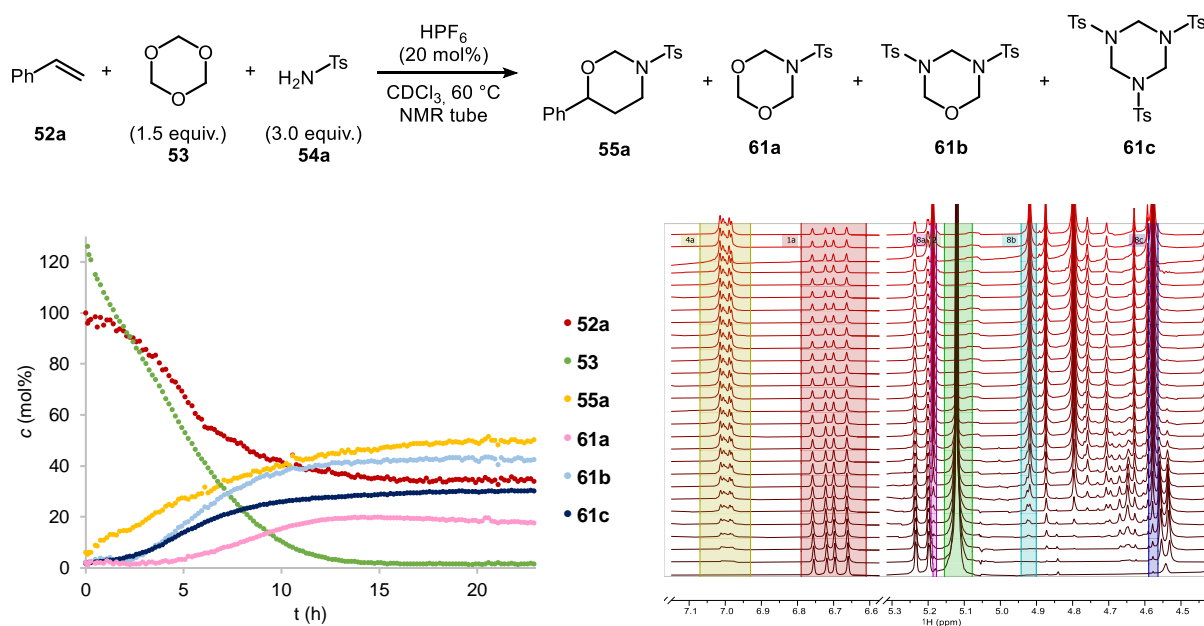 HPF6
(20 mol%)
CDCl3, 60 °C
NMR tube
Ph
+
O
O
O
+
H2N
Ts
O
N
Ts
Ph
+
O
N
Ts
O
+
Ts
N
N
Ts
O
+
Ts
N
N
Ts
N
Ts
52a
(1.5 equiv.)
53
(3.0 equiv.)
54a
55a
61a
61b
61c
c (mol%)
120
100
80
60
40
20
0
0
5
10
15
20
t (h)
52a
53
55a
61a
61b
61c
4a
1a
8a
2
8b
8c
7.1
7.0
6.9
6.8
6.7
6.6
5.3
5.2
5.1
5.0
4.9
4.8
4.7
4.6
4.5
1H (ppm)